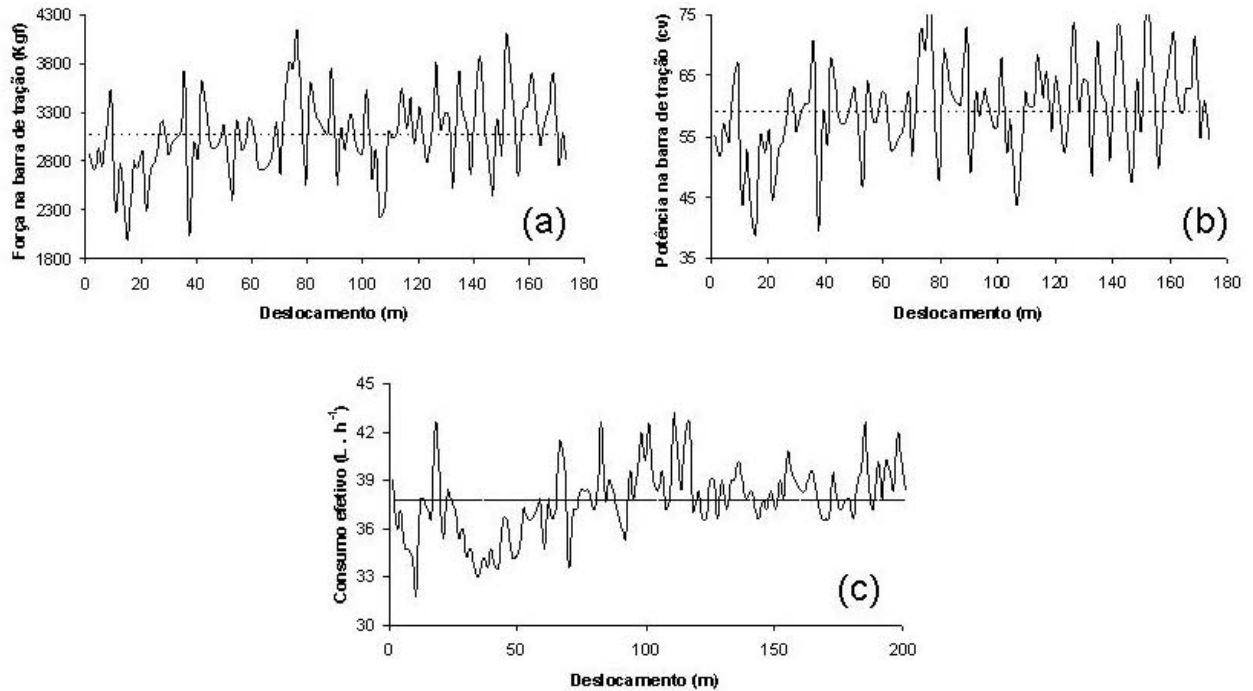 Força na barra de tração (Kgf)
4300
3800
3300
2800
2300
1800
0 20 40 60 80 100 120 140 160 180
Deslocamento (m)
(a)
Potência na barra de tração (cv)
75
65
55
45
35
0 20 40 60 80 100 120 140 160 180
Deslocamento (m)
(b)
Consumo efetivo (L . h⁻¹)
45
42
39
36
33
30
0 50 100 150 200
Deslocamento (m)
(c)